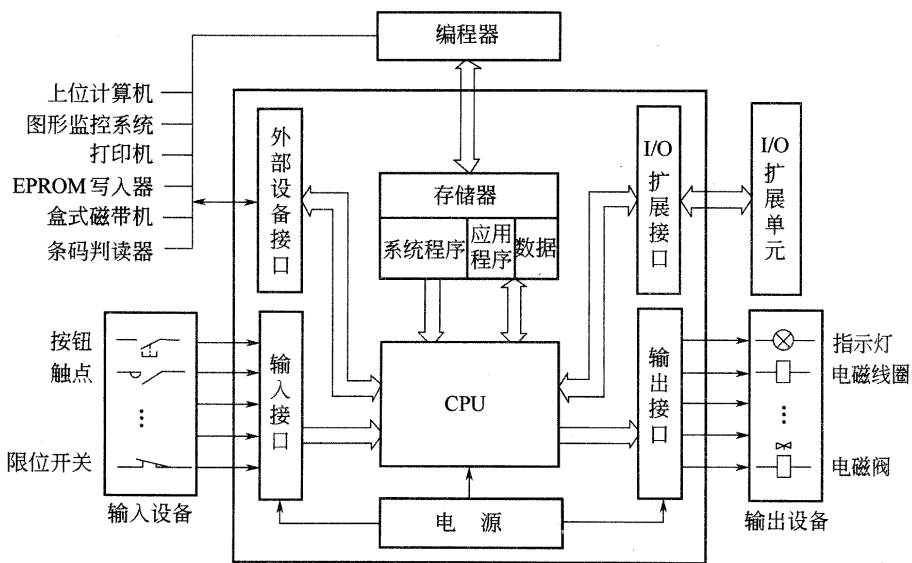 编程器
上位计算机
图形监控系统
打印机
EPROM 写入器
盒式磁带机
条码判读器
外部设备接口
存储器
系统程序
应用程序
数据
I/O扩展接口
I/O扩展单元
按钮
触点
限位开关
输入设备
输入接口
CPU
输出接口
电源
指示灯
电磁线圈
电磁阀
输出设备